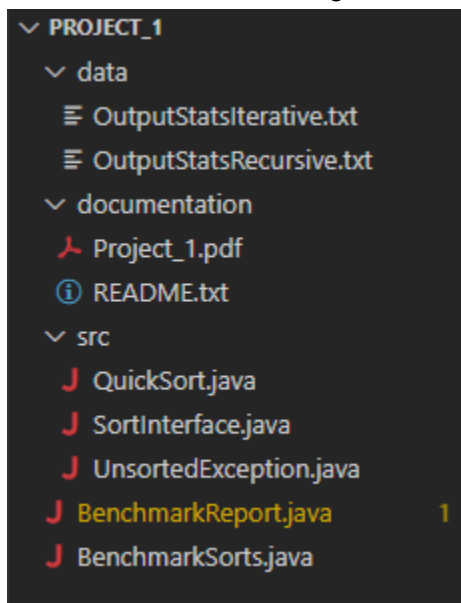 PROJECT_1
data
OutputStatsIterative.txt
OutputStatsRecursive.txt
documentation
Project_1.pdf
README.txt
src
J QuickSort.java
J SortInterface.java
J UnsortedException.java
J BenchmarkReport.java 1
J BenchmarkSorts.java